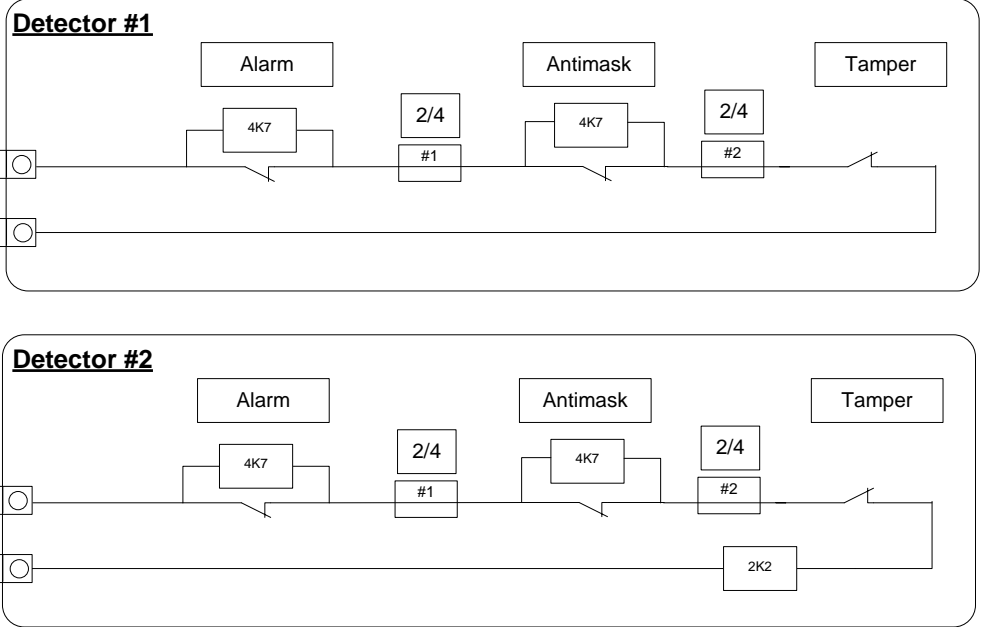 Detector #1
Alarm
Antimask
Tamper
4K7
2/4
4K7
2/4
#1
#2
Detector #2
Alarm
Antimask
Tamper
4K7
2/4
4K7
2/4
#1
#2
2K2